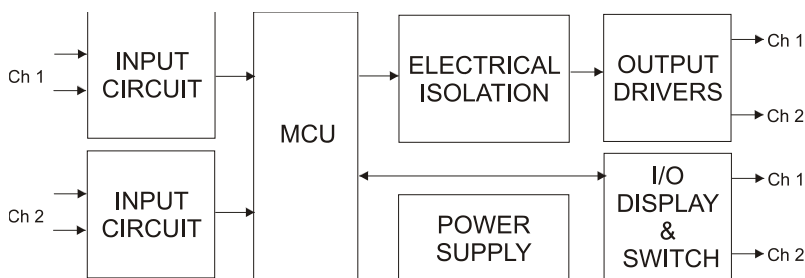 Ch 1
INPUT
CIRCUIT
MCU
ELECTRICAL
ISOLATION
OUTPUT
DRIVERS
Ch 1
Ch 2
Ch 2
INPUT
CIRCUIT
POWER
SUPPLY
I/O
DISPLAY
&
SWITCH
Ch 1
Ch 2